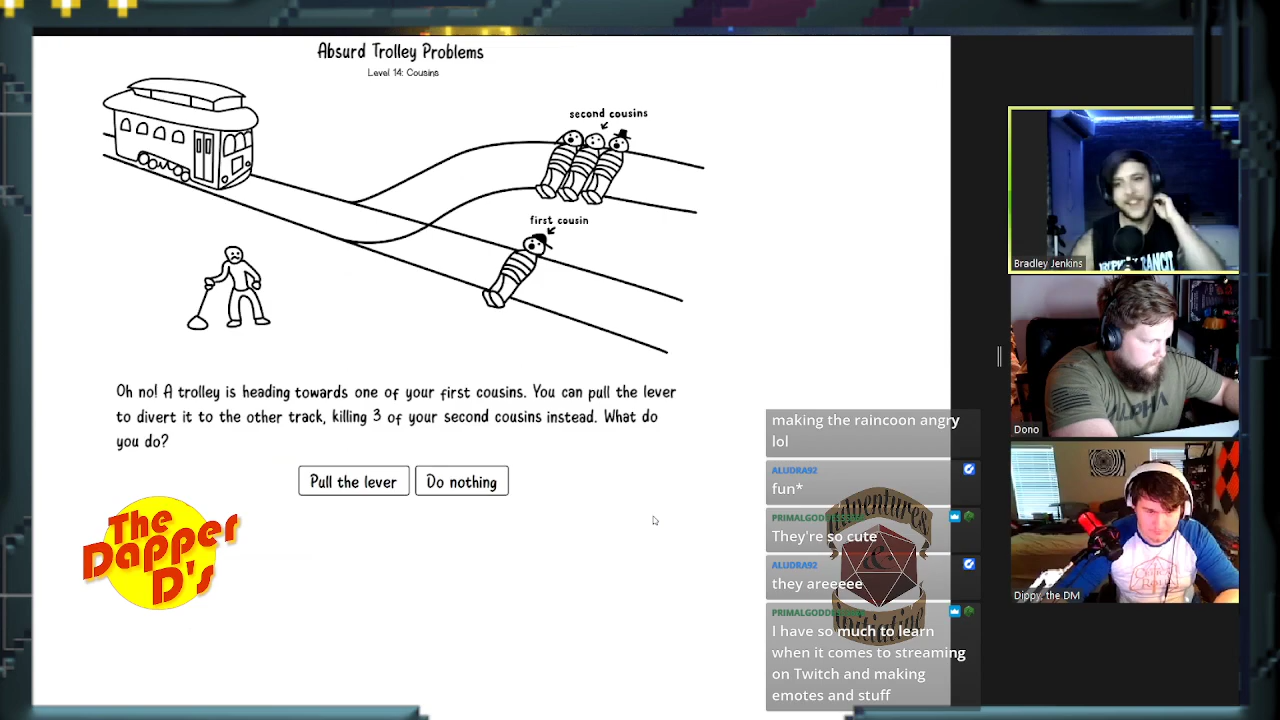 Absurd Trolley Problems
Level 14: Cousins
second cousins
first cousin
Oh no! A trolley is heading towards one of your first cousins. You can pull the lever
to divert it to the other track, killing 3 of your second cousins instead. What do
you do?
Pull the lever
Do nothing
The
Dapper
D's
Bradley Jenkins
ALPHA
Dono
Dippy, the DM
making the raincoon angry
lol
ALUDRA92
fun*
They're so cute
ALUDRA92
they areeeee
I have so much to learn
when it comes to streaming
on Twitch and making
emotes and stuff
adventures
&
initiative